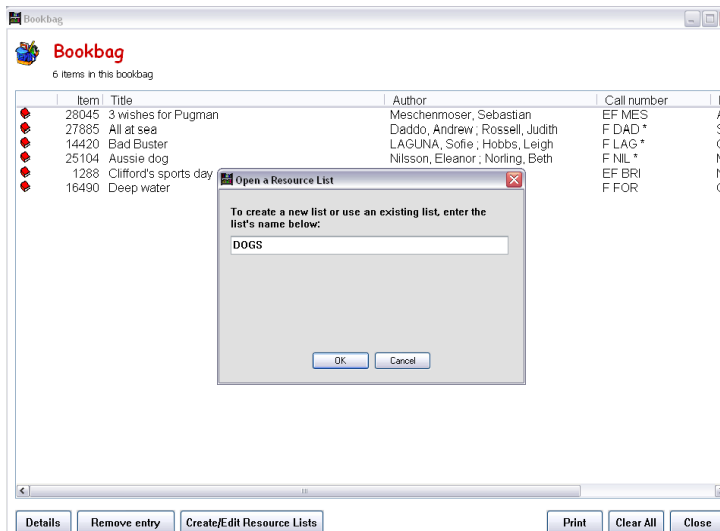 Bookbag
Bookbag
6 items in this bookbag
Item Title Author Call number
28045 3 wishes for Pugman Meschenmoser, Sebastian EF MES
27885 All at sea Daddo, Andrew ; Rossell, Judith F DAD *
14420 Bad Buster LAGUNA, Sofie ; Hobbs, Leigh F LAG *
25104 Aussie dog Nilsson, Eleanor ; Norling, Beth F NIL *
1288 Clifford's sports day EF BRI
16490 Deep water F FOR
Open a Resource List
To create a new list or use an existing list, enter the
list's name below:
DOGS
OK Cancel
Details Remove entry Create/Edit Resource Lists Print Clear All Close